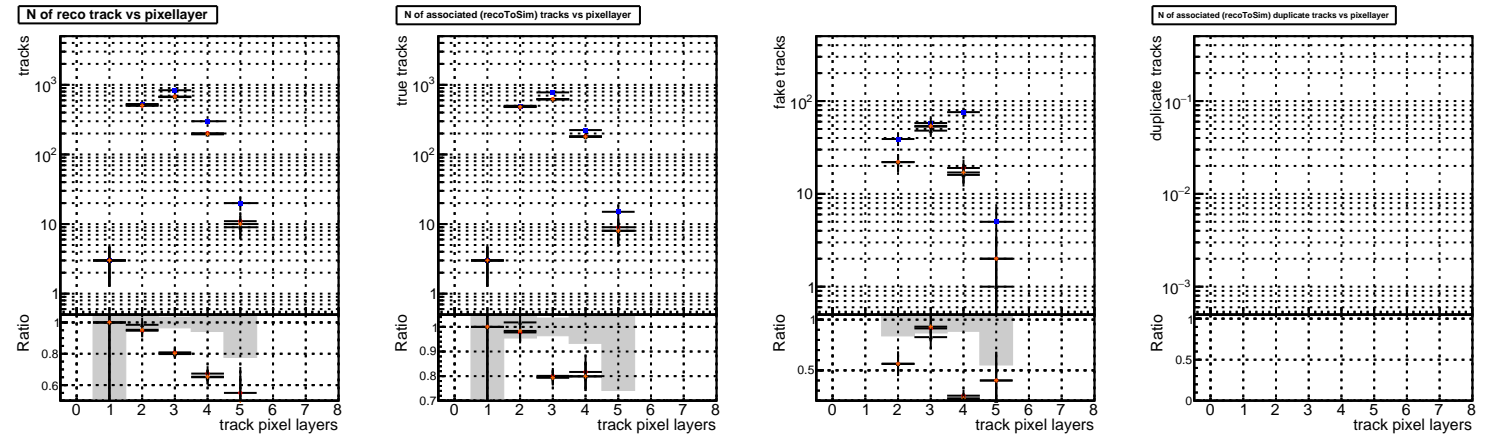 N of reco track vs pixellayer
tracks
10³
10²
10
1
Ratio
1
0.8
0.6
0 1 2 3 4 5 6 7 8
track pixel layers
N of associated (recoToSim) tracks vs pixellayer
true tracks
10³
10²
10
1
Ratio
1
0.9
0.8
0.7
0 1 2 3 4 5 6 7 8
track pixel layers
fake tracks
10²
10
1
Ratio
1
0.5
0 1 2 3 4 5 6 7 8
track pixel layers
N of associated (recoToSim) duplicate tracks vs pixellayer
duplicate tracks
10⁻¹
10⁻²
10⁻³
Ratio
1
0.5
0
0 1 2 3 4 5 6 7 8
track pixel layers